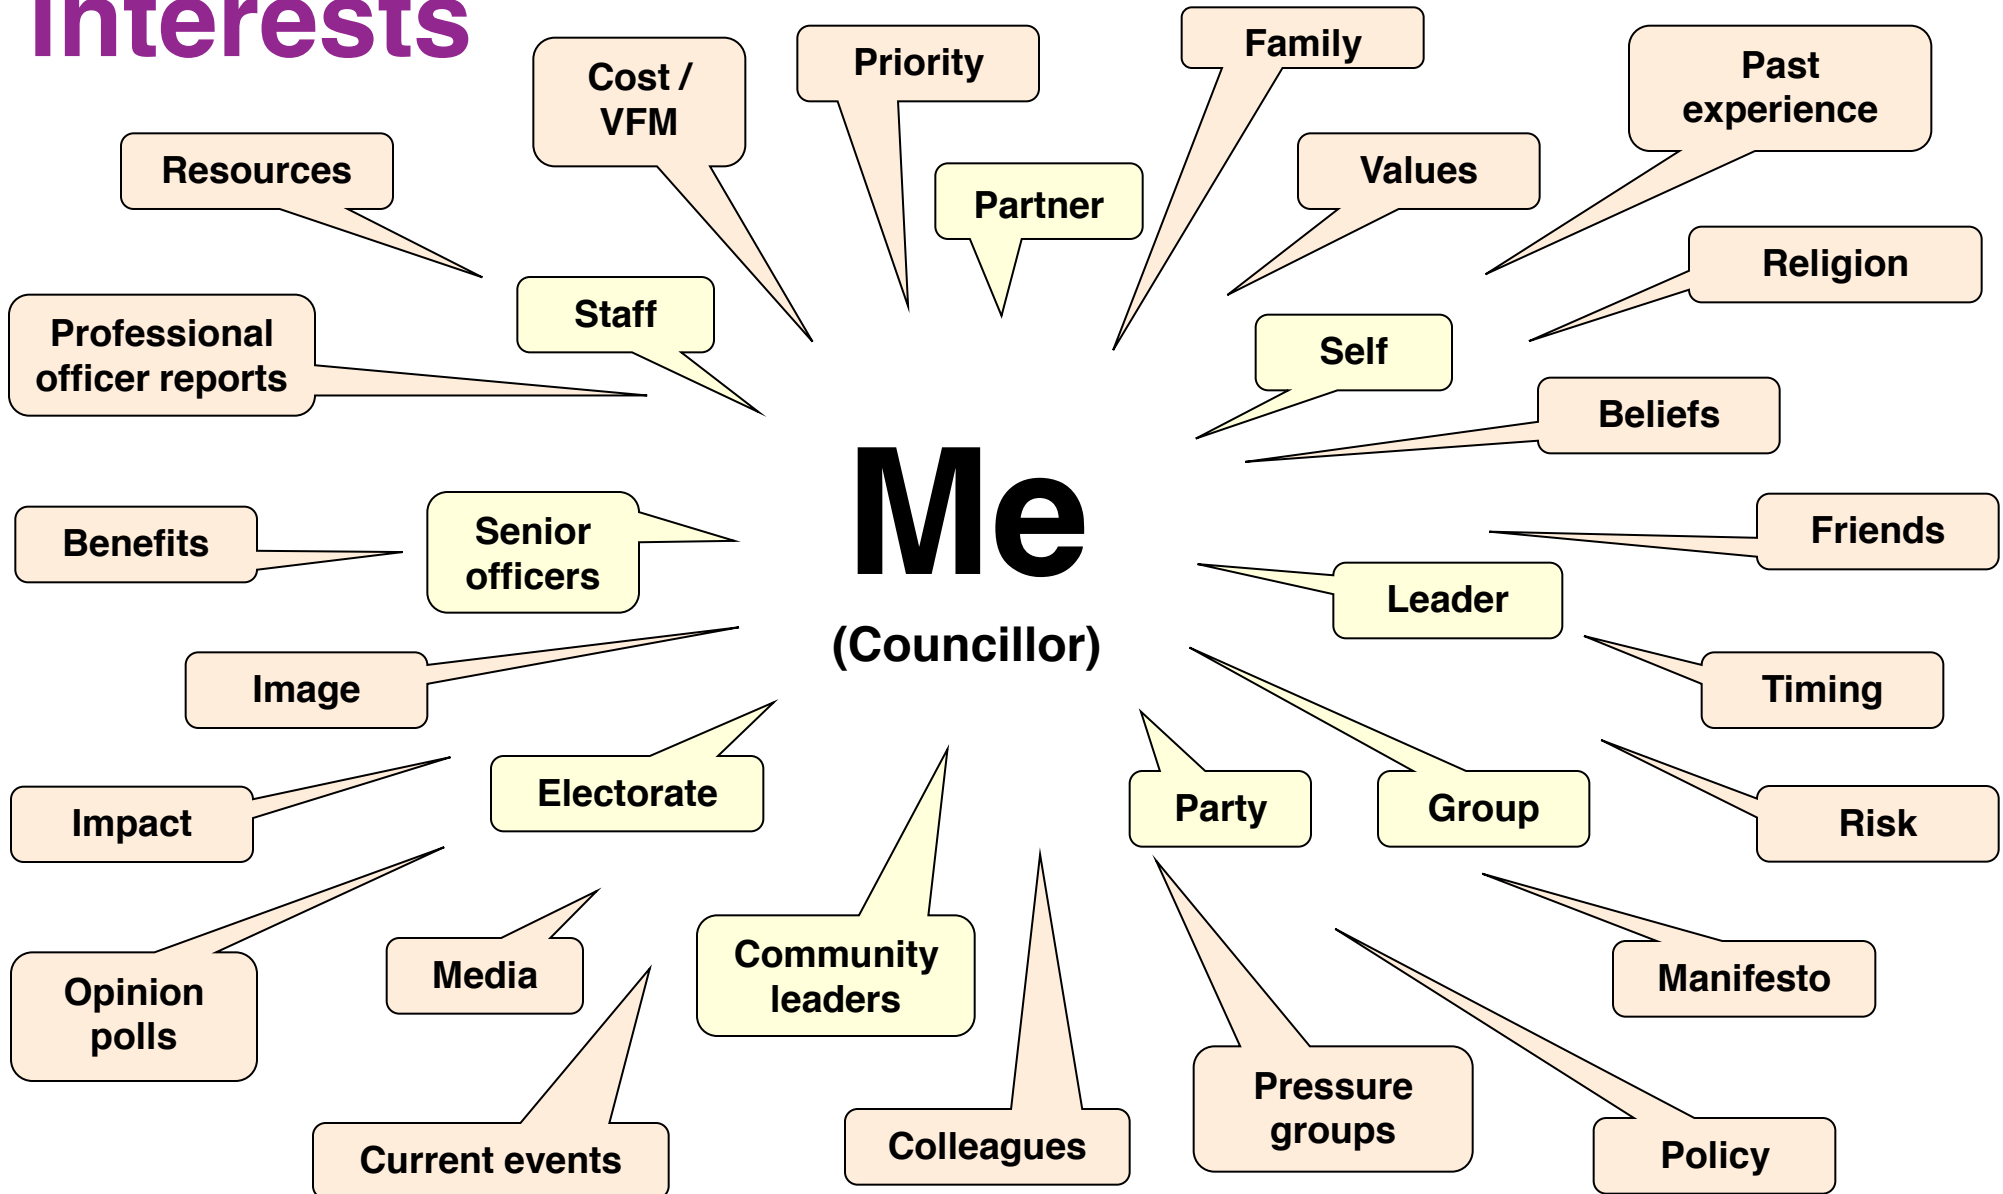 Interests
Cost /
VFM
Priority
Family
Past
experience
Resources
Partner
Values
Religion
Staff
Professional
officer reports
Self
Beliefs
Me
(Councillor)
Benefits
Senior
officers
Friends
Leader
Image
Timing
Electorate
Party
Group
Impact
Risk
Opinion
polls
Media
Community
leaders
Manifesto
Current events
Colleagues
Pressure
groups
Policy